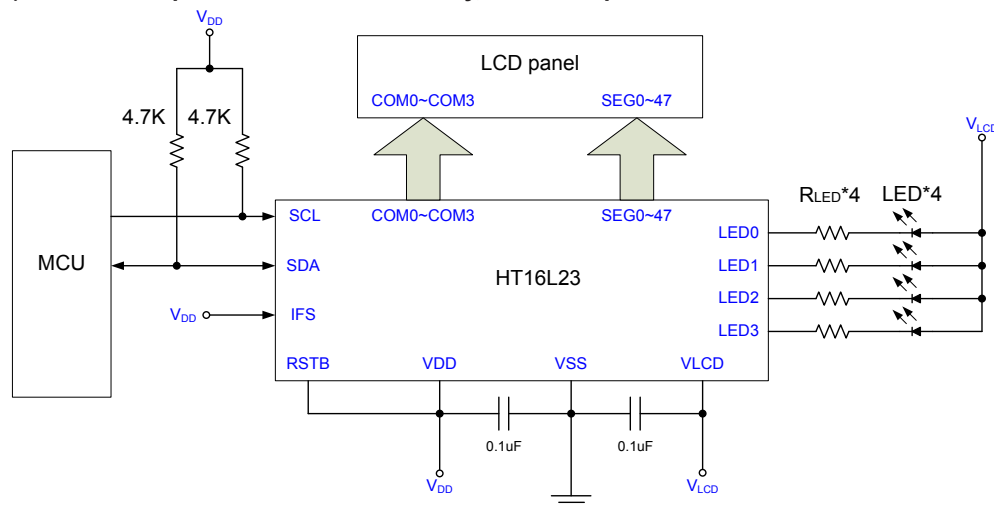 VDD
LCD panel
COM0~COM3 SEG0~47
4.7K 4.7K
VLCD
RLED*4 LED*4
MCU
SCL COM0~COM3 SEG0~47
LED0
SDA HT16L23 LED1
LED2
VDD IFS
LED3
RSTB VDD VSS VLCD
0.1uF 0.1uF
VDD VLCD